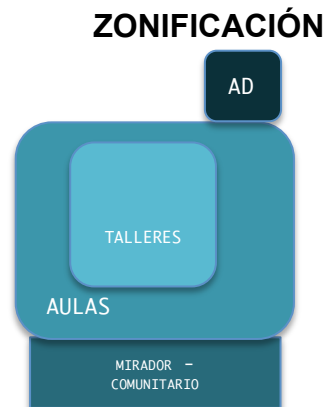 ZONIFICACIÓN
AD
TALLERES
AULAS
MIRADOR –
COMUNITARIO